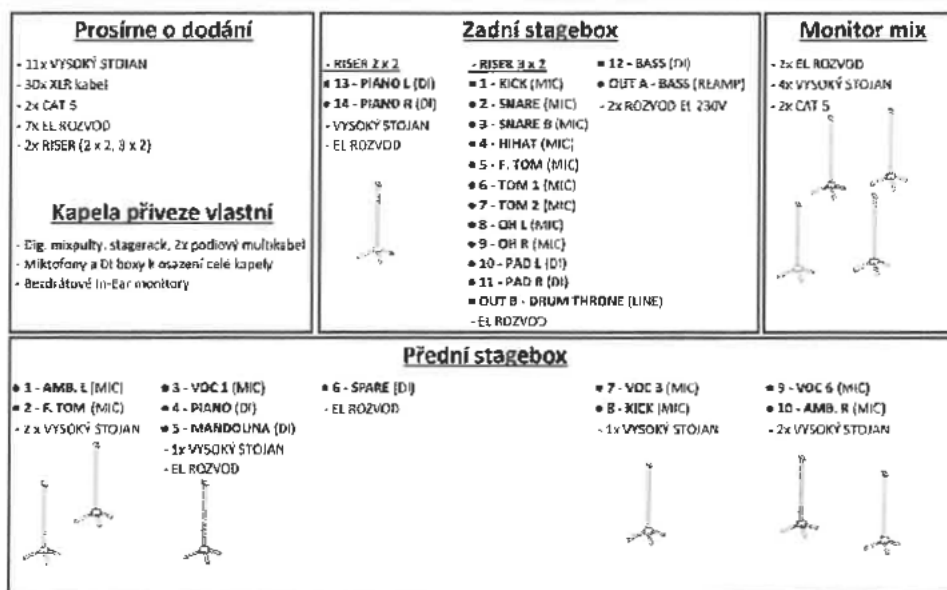 Prosíme o dodání
- 11x VYSOKÝ STOJAN
- 30x XLR kabel
- 2x CAT 5
- 7x EL ROZVOD
- 2x RISER (2 x 2, 3 x 2)
Kapela přiveze vlastní
- Dig. mixpulty, stagerack, 2x podiový multikabel
- Miktofony a DI boxy k osazení celé kapely
- Bezdrátové In-Ear monitory
Zadní stagebox
- RISER 2 x 2
• 13 - PIANO L (DI)
• 14 - PIANO R (DI)
- VYSOKÝ STOJAN
- EL ROZVOD
- RISER 3 x 2
• 1 - KICK (MIC)
• 2 - SNARE (MIC)
• 3 - SNARE B (MIC)
• 4 - HIHAT (MIC)
• 5 - F. TOM (MIC)
• 6 - TOM 1 (MIC)
• 7 - TOM 2 (MIC)
• 8 - OH L (MIC)
• 9 - OH R. (MIC)
• 10 - PAD L (DI)
• 11 - PAD R (DI)
• OUT B - DRUM THRONE (LINE)
- EL ROZVOD
• 12 - BASS (DI)
• OUT A - BASS (REAMP)
- 2x ROZVOD EL 230V
Monitor mix
- 2x EL ROZVOD
- 4x VYSOKÝ STOJAN
- 2x CAT 5
Přední stagebox
• 1 - AMB. L (MIC)
• 2 - F. TOM (MIC)
- 2 x VYSOKÝ STOJAN
• 3 - VOC 1 (MIC)
• 4 - PIANO (DI)
• 5 - MANDOLINA (DI)
- 1x VYSOKÝ STOJAN
- EL ROZVOD
• 6 - SPARE (DI)
- EL ROZVOD
• 7 - VOC 3 (MIC)
• 8 - KICK (MIC)
- 1x VYSOKÝ STOJAN
• 9 - VOC 6 (MIC)
• 10 - AMB. R (MIC)
- 2x VYSOKÝ STOJAN